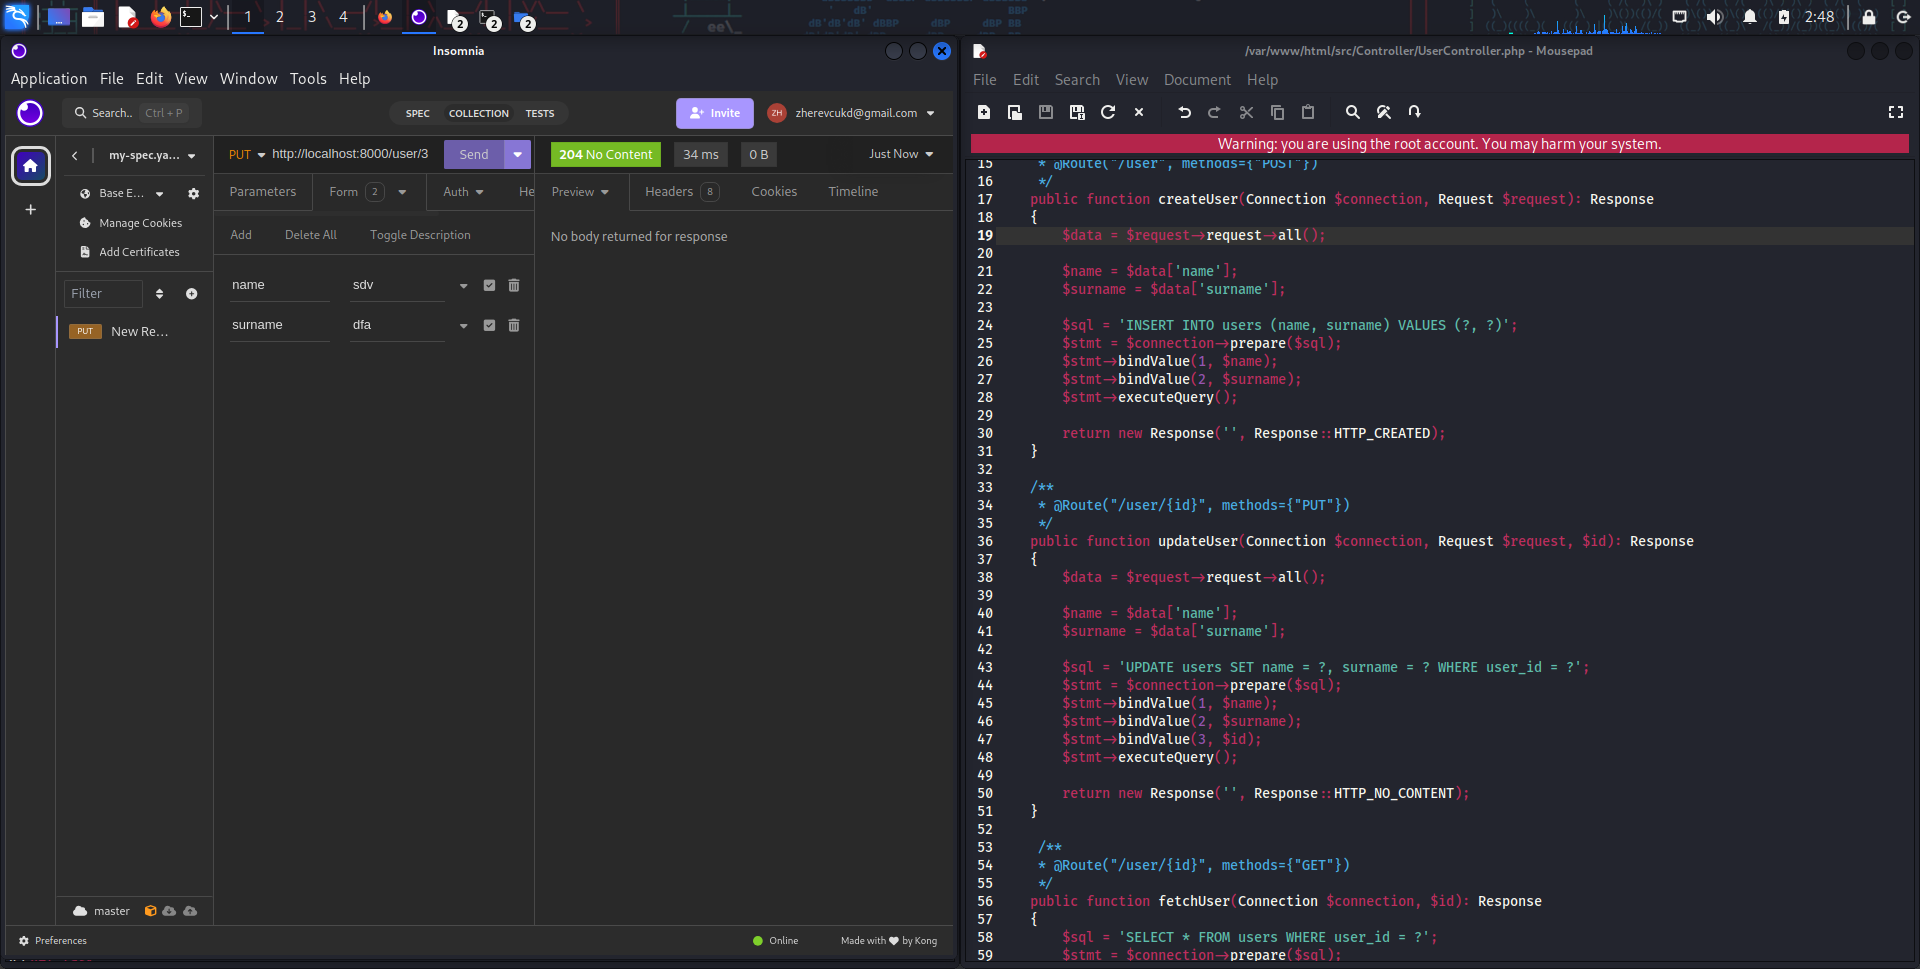 1 2 3 4 2 2 2 2:48
Insomnia
Application File Edit View Window Tools Help
Search.. Ctrl + P SPEC COLLECTION TESTS Invite ZH zherevcukd@gmail.com
my-spec.ya... PUT http://localhost:8000/user/3 Send 204 No Content 34 ms 0 B Just Now
Base E... Parameters Form 2 Auth He Preview Headers 8 Cookies Timeline
Manage Cookies
Add Certificates
Add Delete All Toggle Description
No body returned for response
Filter
name sdv
surname dfa
PUT New Re...
master
Preferences Online Made with by Kong
/var/www/html/src/Controller/UserController.php - Mousepad
File Edit Search View Document Help
Warning: you are using the root account. You may harm your system.
15 * @Route("/user", methods={"POST"})
16 */
17 public function createUser(Connection $connection, Request $request): Response
18 {
19 $data = $request->request->all();
20
21 $name = $data['name'];
22 $surname = $data['surname'];
23
24 $sql = 'INSERT INTO users (name, surname) VALUES (?, ?)';
25 $stmt = $connection->prepare($sql);
26 $stmt->bindValue(1, $name);
27 $stmt->bindValue(2, $surname);
28 $stmt->executeQuery();
29
30 return new Response('', Response::HTTP_CREATED);
31 }
32
33 /**
34 * @Route("/user/{id}", methods={"PUT"})
35 */
36 public function updateUser(Connection $connection, Request $request, $id): Response
37 {
38 $data = $request->request->all();
39
40 $name = $data['name'];
41 $surname = $data['surname'];
42
43 $sql = 'UPDATE users SET name = ?, surname = ? WHERE user_id = ?';
44 $stmt = $connection->prepare($sql);
45 $stmt->bindValue(1, $name);
46 $stmt->bindValue(2, $surname);
47 $stmt->bindValue(3, $id);
48 $stmt->executeQuery();
49
50 return new Response('', Response::HTTP_NO_CONTENT);
51 }
52
53 /**
54 * @Route("/user/{id}", methods={"GET"})
55 */
56 public function fetchUser(Connection $connection, $id): Response
57 {
58 $sql = 'SELECT * FROM users WHERE user_id = ?';
59 $stmt = $connection->prepare($sql);